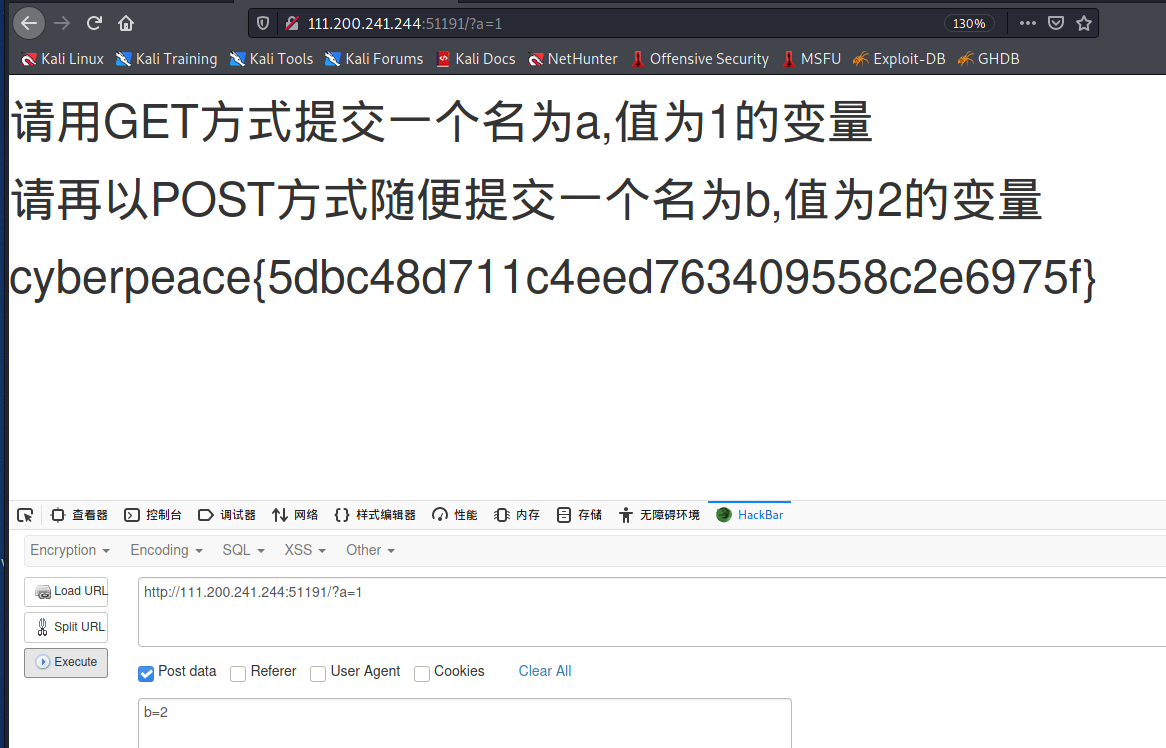 111.200.241.244:51191/?a=1 130%
Kali Linux Kali Training Kali Tools Kali Forums Kali Docs NetHunter Offensive Security MSFU Exploit-DB GHDB
请用GET方式提交一个名为a,值为1的变量
请再以POST方式随便提交一个名为b,值为2的变量
cyberpeace{5dbc48d711c4eed763409558c2e6975f}
查看器 控制台 调试器 网络 样式编辑器 性能 内存 存储 无障碍环境 HackBar
Encryption Encoding SQL XSS Other
Load URL http://111.200.241.244:51191/?a=1
Split URL
Execute
Post data Referer User Agent Cookies Clear All
b=2